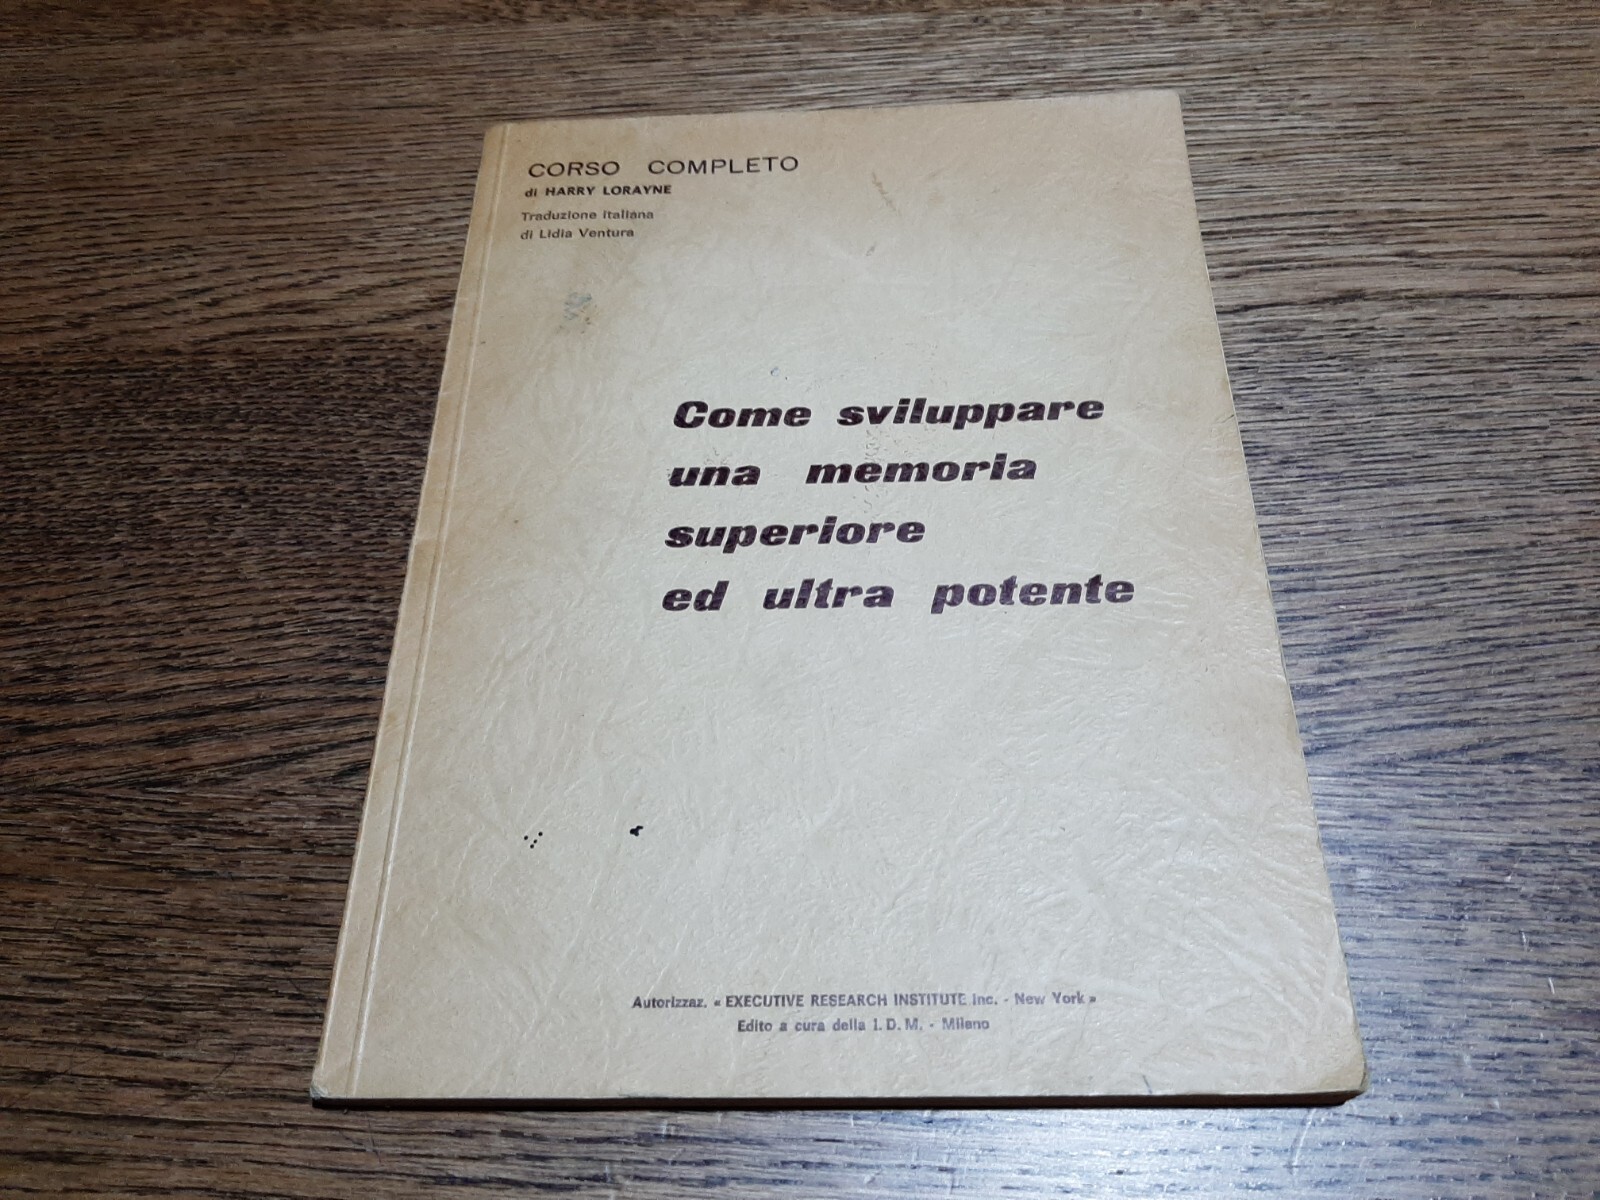 CORSO COMPLETO
di HARRY LORAYNE
Traduzione italiana
di Lidia Ventura
Come sviluppare
una memoria
superiore
ed ultra potente
Autorizzaz. « EXECUTIVE RESEARCH INSTITUTE Inc. - New York »
Edito a cura della I. D. M. - Milano